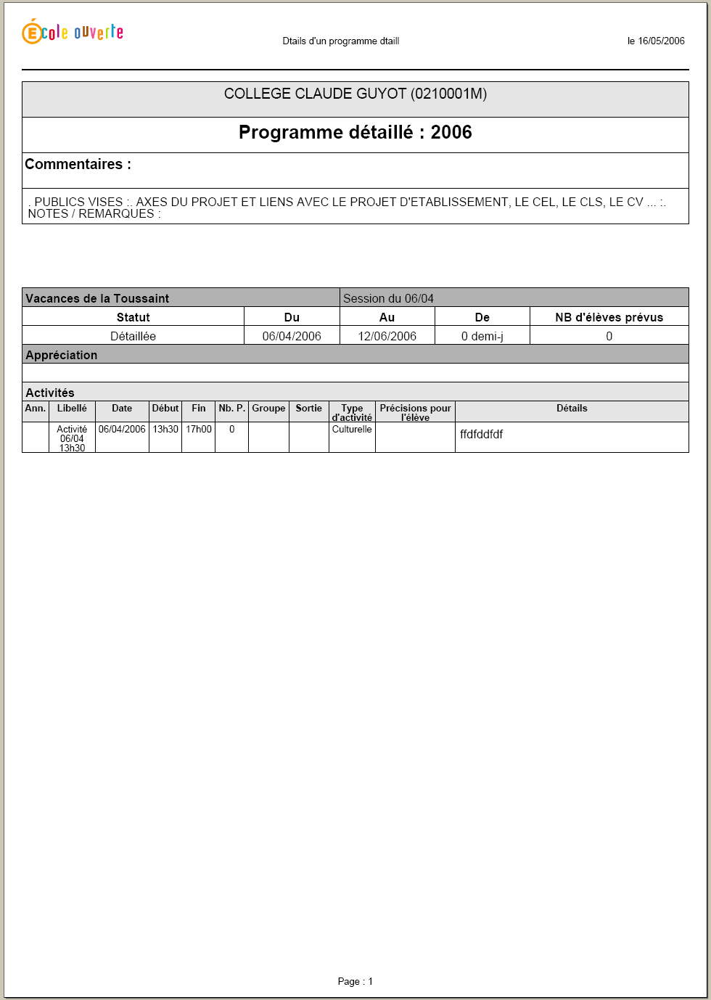 École ouverte
Dtails d'un programme dtaill
le 16/05/2006
COLLEGE CLAUDE GUYOT (0210001M)
Programme détaillé : 2006
Commentaires :
. PUBLICS VISES :. AXES DU PROJET ET LIENS AVEC LE PROJET D'ETABLISSEMENT, LE CEL, LE CLS, LE CV ... :.
NOTES / REMARQUES :
Vacances de la Toussaint Session du 06/04
Statut Du Au De NB d'élèves prévus
Détaillée 06/04/2006 12/06/2006 0 demi-j 0
Appréciation
Activités
Ann. Libellé Date Début Fin Nb. P. Groupe Sortie Type d'activité Précisions pour l'élève Détails
Activité 06/04 13h30 06/04/2006 13h30 17h00 0 Culturelle ffdfddfdf
Page : 1